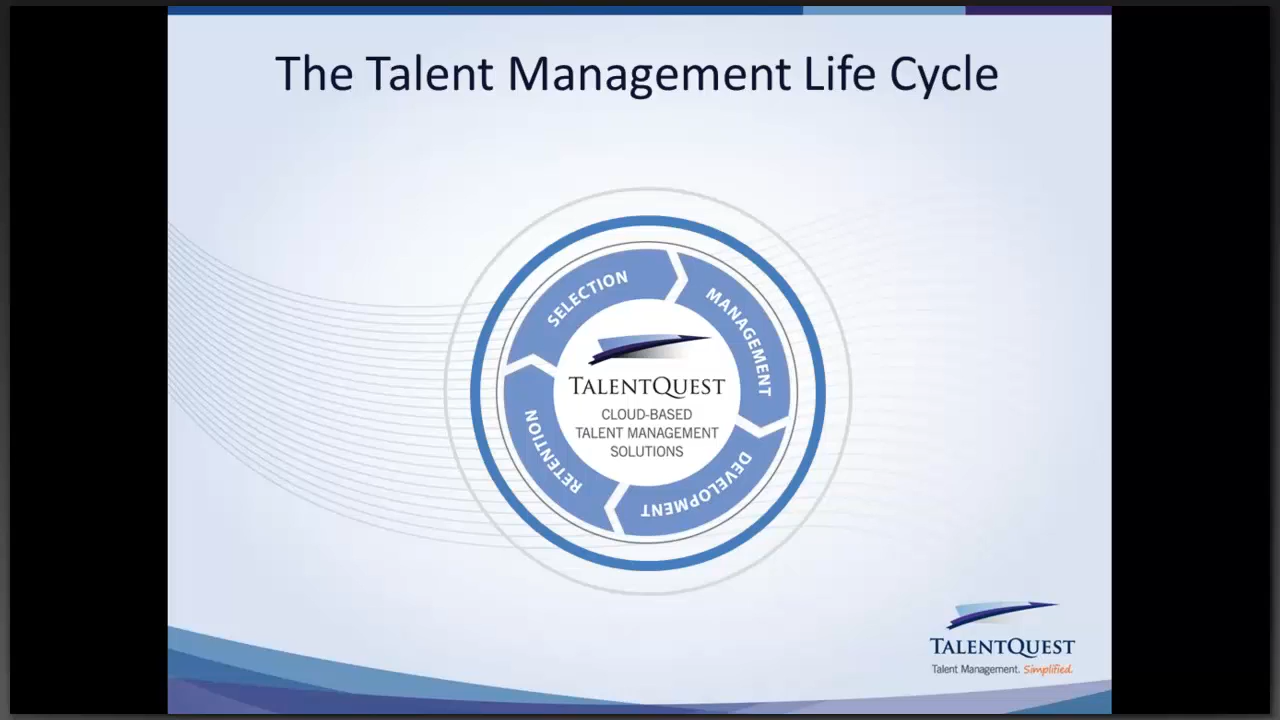 The Talent Management Life Cycle
SELECTION
MANAGEMENT
DEVELOPMENT
RETENTION
TALENTQUEST
CLOUD-BASED
TALENT MANAGEMENT
SOLUTIONS
TALENTQUEST
Talent Management. Simplified.